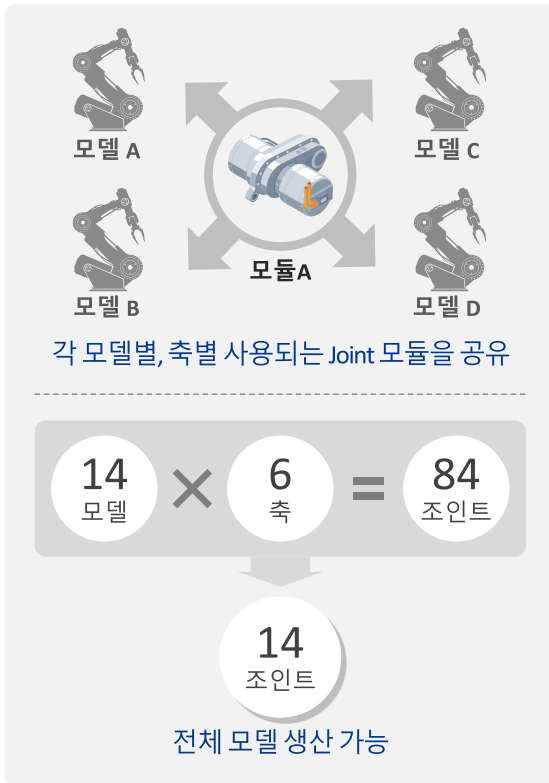 모델 A
모델 C
모듈A
모델 B
모델 D
각 모델별, 축별 사용되는 Joint 모듈을 공유
14
모델
×
6
축
=
84
조인트
14
조인트
전체 모델 생산 가능